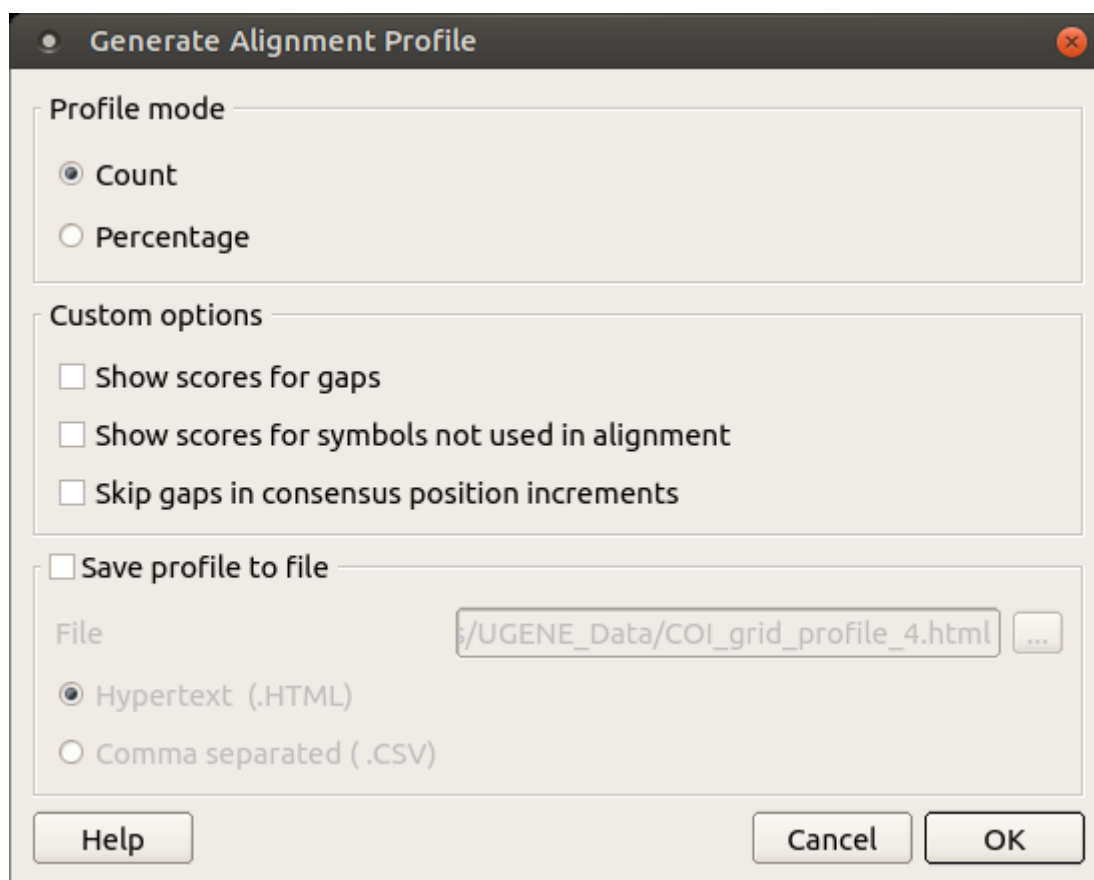 Generate Alignment Profile
Profile mode
Count
Percentage
Custom options
Show scores for gaps
Show scores for symbols not used in alignment
Skip gaps in consensus position increments
Save profile to file
File /UGENE_Data/COI_grid_profile_4.html ...
Hypertext (.HTML)
Comma separated ( .CSV)
Help Cancel OK